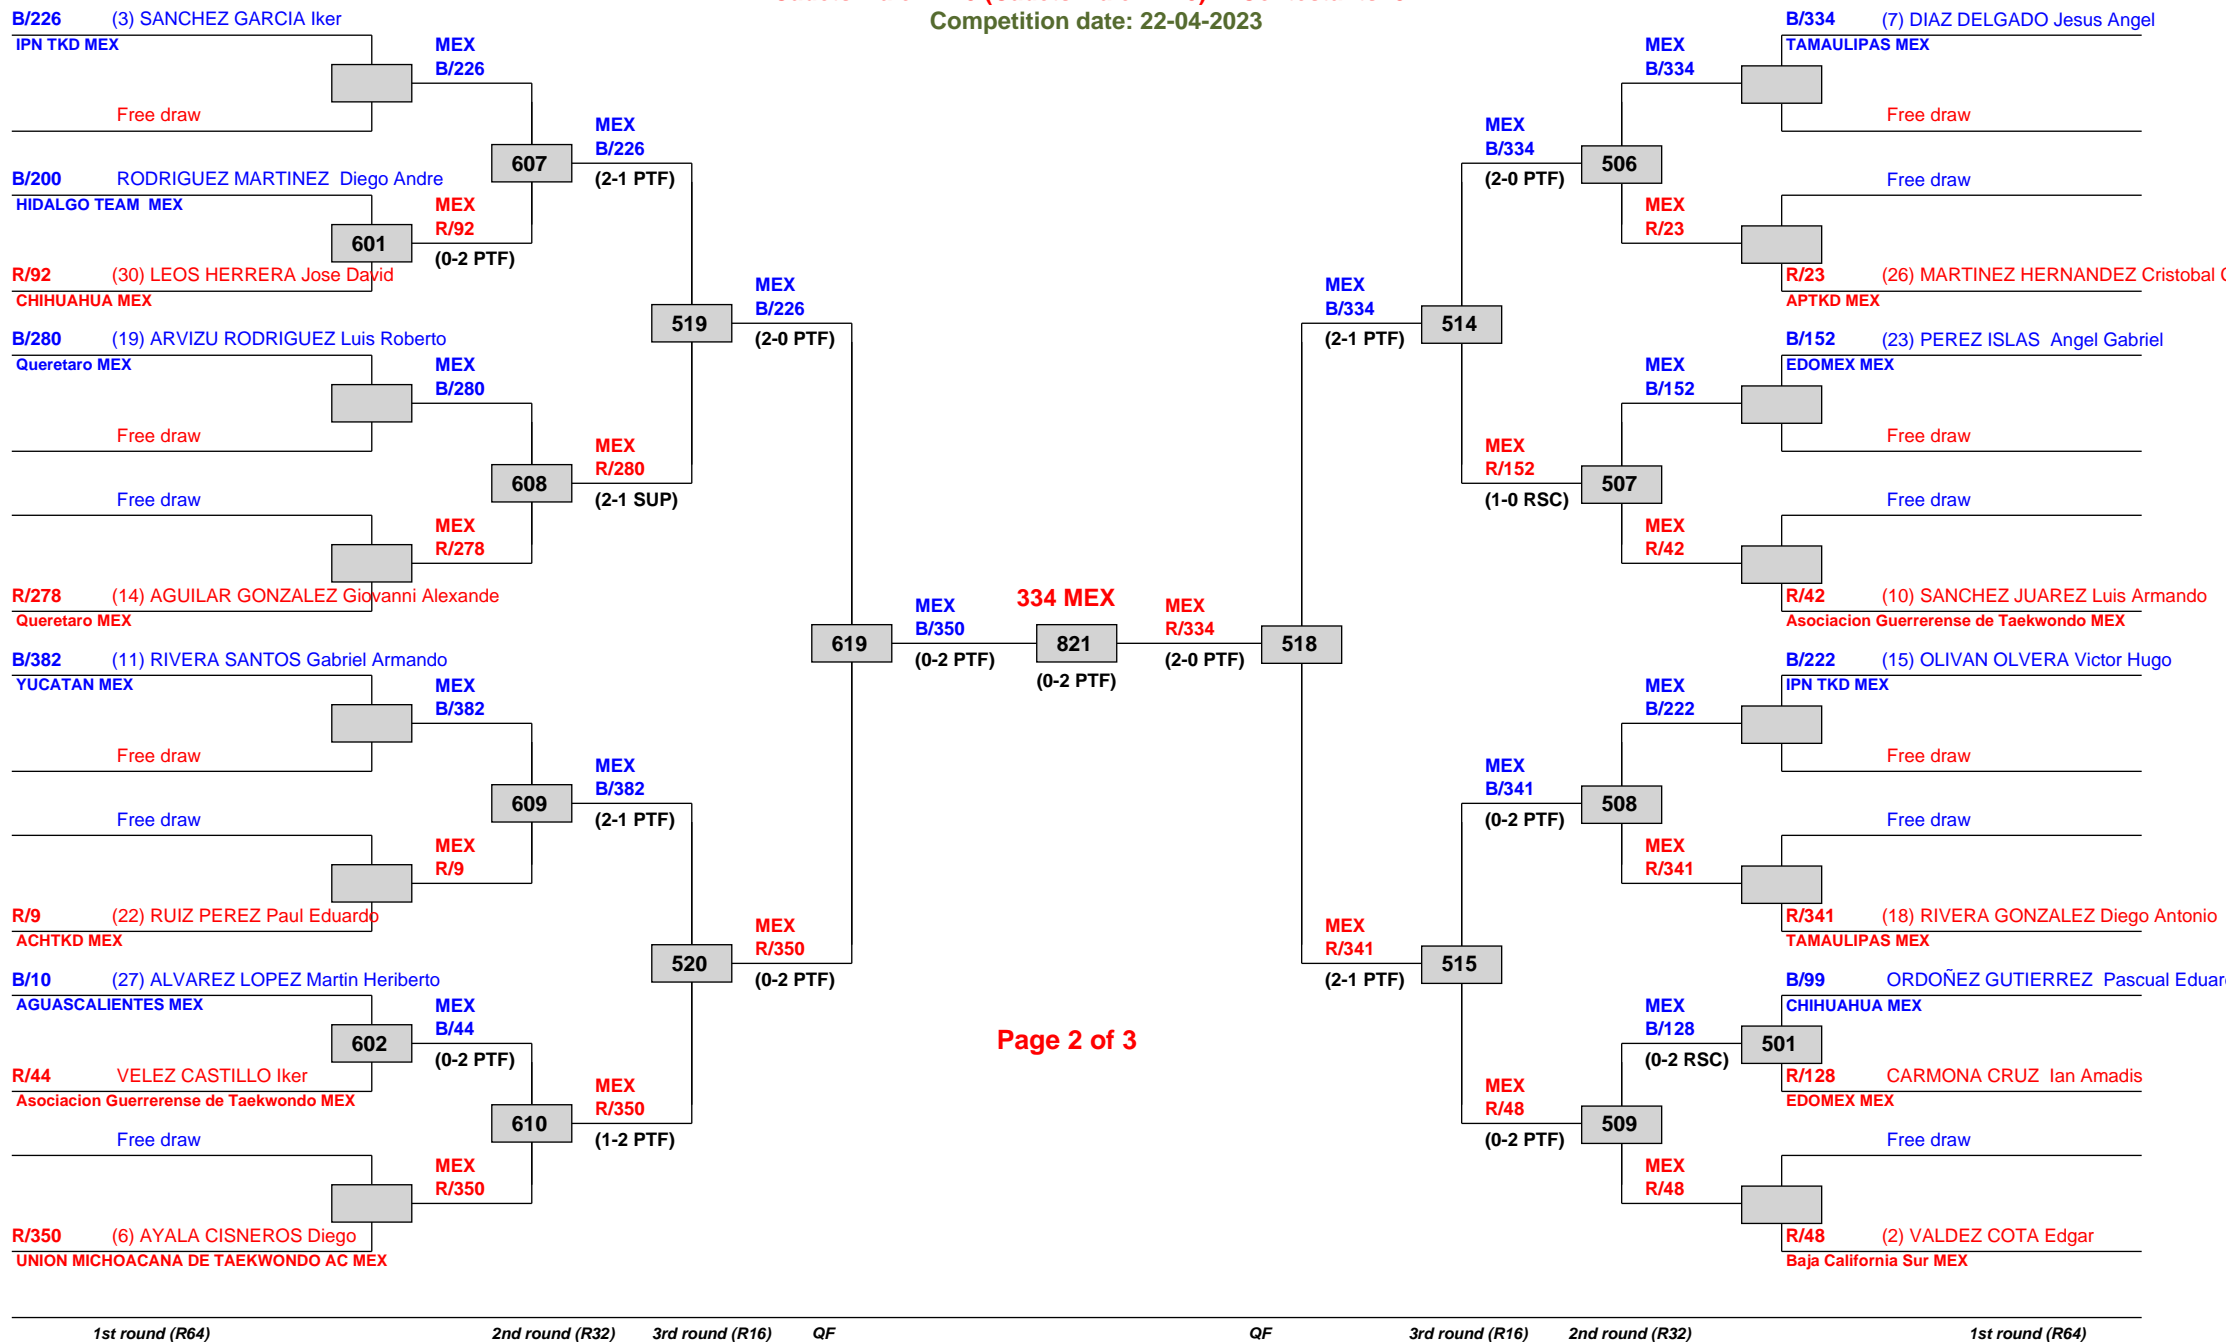 Competition date: 22-04-2023
B/226 (3) SANCHEZ GARCIA Iker
IPN TKD MEX
Free draw
B/200 RODRIGUEZ MARTINEZ Diego Andre
HIDALGO TEAM MEX
R/92 (30) LEOS HERRERA Jose David
CHIHUAHUA MEX
B/280 (19) ARVIZU RODRIGUEZ Luis Roberto
Queretaro MEX
Free draw
Free draw
R/278 (14) AGUILAR GONZALEZ Giovanni Alexande
Queretaro MEX
B/382 (11) RIVERA SANTOS Gabriel Armando
YUCATAN MEX
Free draw
Free draw
R/9 (22) RUIZ PEREZ Paul Eduardo
ACHTKD MEX
B/10 (27) ALVAREZ LOPEZ Martin Heriberto
AGUASCALIENTES MEX
R/44 VELEZ CASTILLO Iker
Asociacion Guerrerense de Taekwondo MEX
Free draw
R/350 (6) AYALA CISNEROS Diego
UNION MICHOACANA DE TAEKWONDO AC MEX
601
602
MEX
B/226
MEX
R/92
(0-2 PTF)
MEX
B/280
MEX
R/278
MEX
B/382
MEX
R/9
MEX
B/44
(0-2 PTF)
MEX
R/350
607
608
609
610
MEX
B/226
(2-1 PTF)
MEX
R/280
(2-1 SUP)
MEX
B/382
(2-1 PTF)
MEX
R/350
(1-2 PTF)
519
520
MEX
B/226
(2-0 PTF)
MEX
R/350
(0-2 PTF)
619
MEX
B/350
(0-2 PTF)
334 MEX
821
(0-2 PTF)
Page 2 of 3
MEX
R/334
(2-0 PTF)
518
MEX
B/334
(2-1 PTF)
MEX
R/341
(2-1 PTF)
514
515
MEX
B/334
(2-0 PTF)
MEX
R/152
(1-0 RSC)
MEX
B/341
(0-2 PTF)
MEX
R/48
(0-2 PTF)
506
507
508
509
MEX
B/334
MEX
R/23
MEX
B/152
MEX
R/42
MEX
B/222
MEX
R/341
MEX
B/128
(0-2 RSC)
MEX
R/48
501
B/334 (7) DIAZ DELGADO Jesus Angel
TAMAULIPAS MEX
Free draw
Free draw
R/23 (26) MARTINEZ HERNANDEZ Cristobal
APTKD MEX
B/152 (23) PEREZ ISLAS Angel Gabriel
EDOMEX MEX
Free draw
Free draw
R/42 (10) SANCHEZ JUAREZ Luis Armando
Asociacion Guerrerense de Taekwondo MEX
B/222 (15) OLIVAN OLVERA Victor Hugo
IPN TKD MEX
Free draw
Free draw
R/341 (18) RIVERA GONZALEZ Diego Antonio
TAMAULIPAS MEX
B/99 ORDOÑEZ GUTIERREZ Pascual Eduar
CHIHUAHUA MEX
R/128 CARMONA CRUZ Ian Amadis
EDOMEX MEX
Free draw
R/48 (2) VALDEZ COTA Edgar
Baja California Sur MEX
1st round (R64) 2nd round (R32) 3rd round (R16) QF QF 3rd round (R16) 2nd round (R32) 1st round (R64)